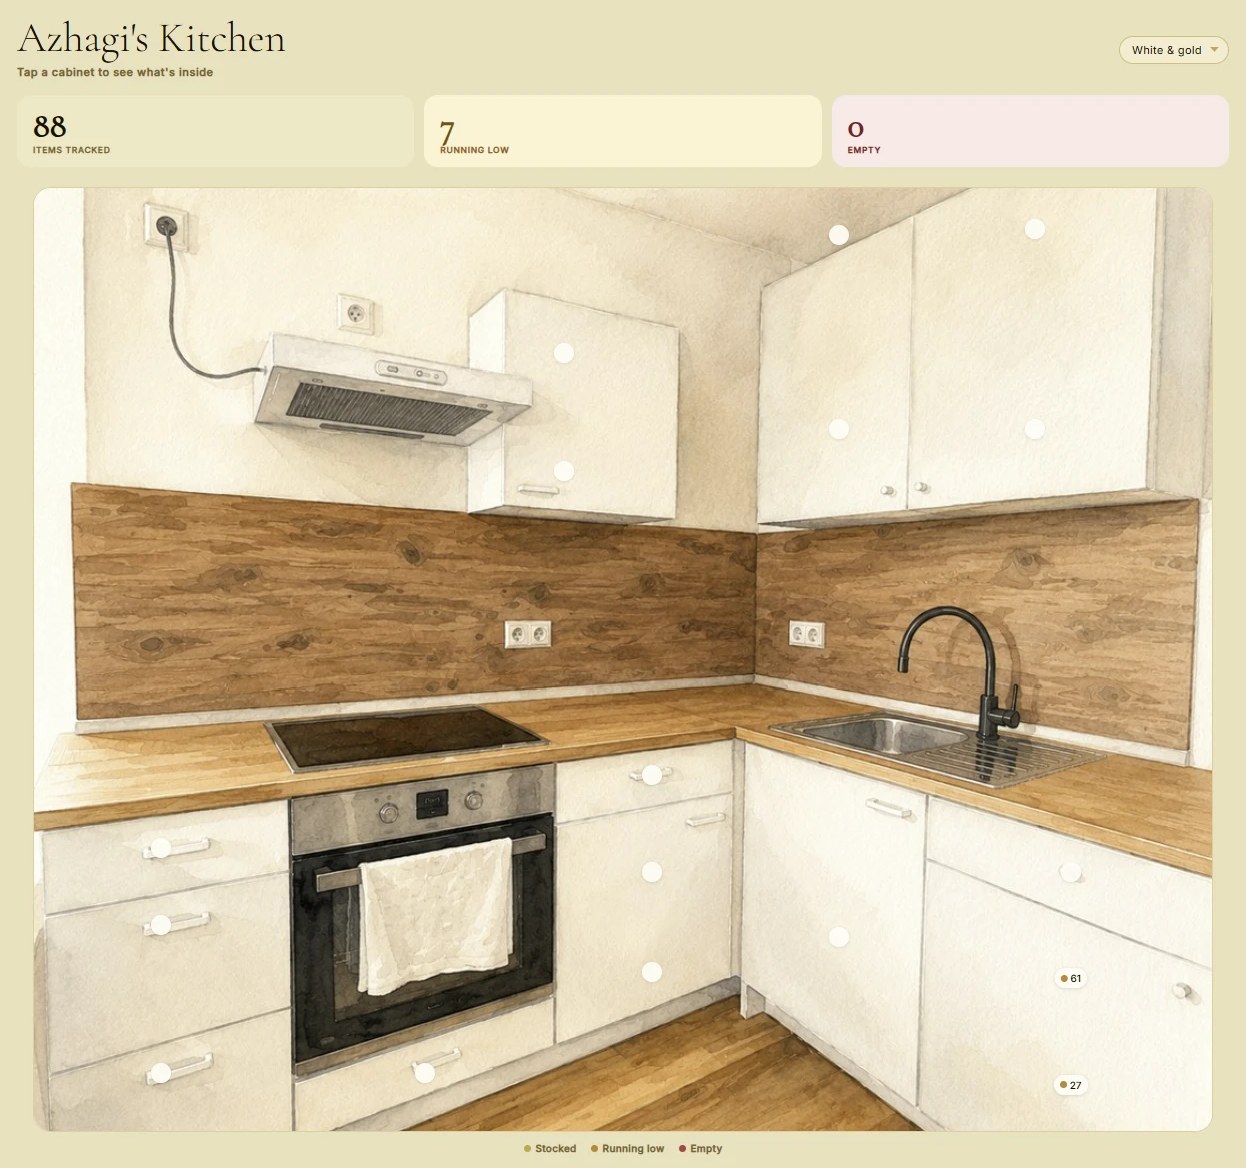 Azhagi's Kitchen
Tap a cabinet to see what's inside
White & gold
88
ITEMS TRACKED
7
RUNNING LOW
0
EMPTY
61
27
Stocked
Running low
Empty